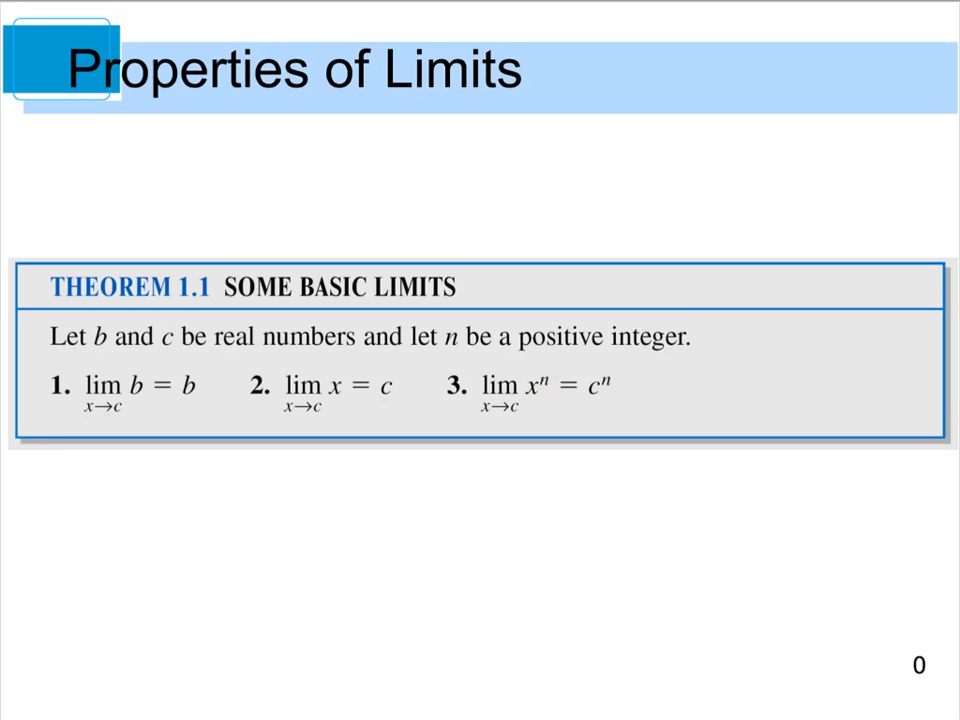 Properties of Limits
THEOREM 1.1 SOME BASIC LIMITS
Let b and c be real numbers and let n be a positive integer.
1. lim b = b 2. lim x = c 3. lim xⁿ = cⁿ
x→c x→c x→c
0